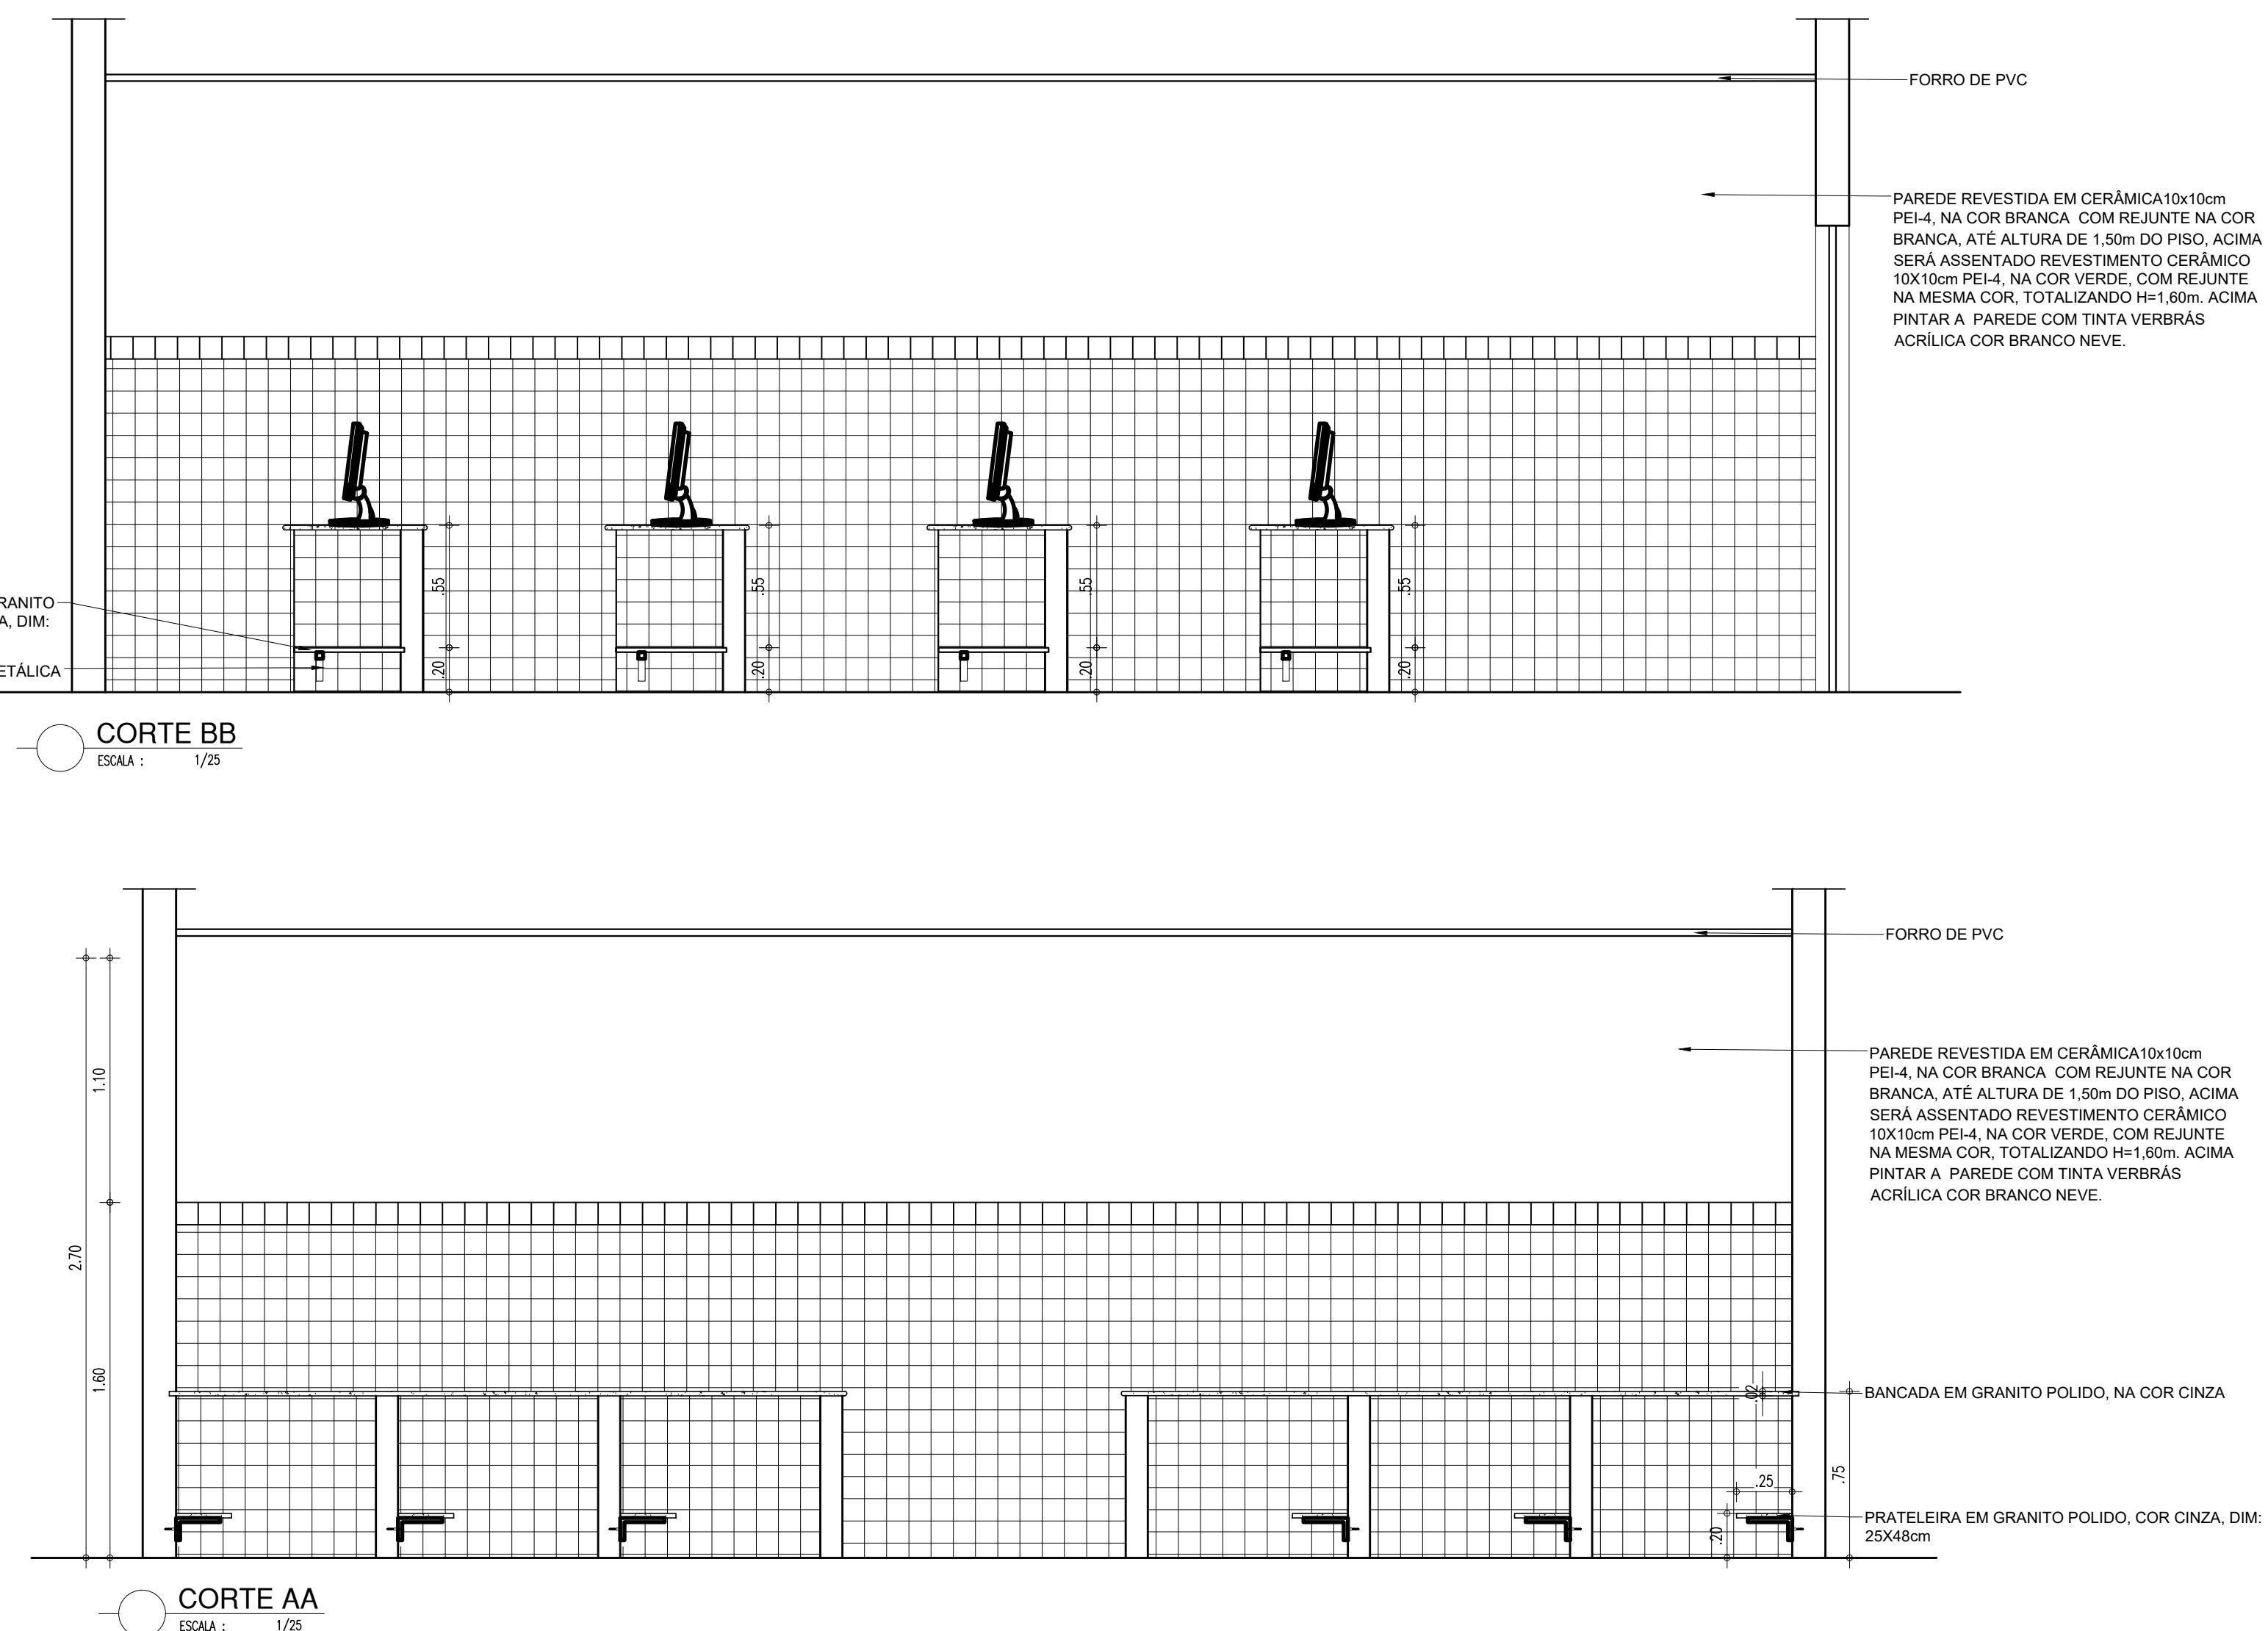 FORRO DE PVC
PAREDE REVESTIDA EM CERÂMICA10x10cm
PEI-4, NA COR BRANCA  COM REJUNTE NA COR
BRANCA, ATÉ ALTURA DE 1,50m DO PISO, ACIMA
SERÁ ASSENTADO REVESTIMENTO CERÂMICO
10X10cm PEI-4, NA COR VERDE, COM REJUNTE
NA MESMA COR, TOTALIZANDO H=1,60m. ACIMA
PINTAR A  PAREDE COM TINTA VERBRÁS
ACRÍLICA COR BRANCO NEVE.
.55
.55
.55
.55
RANITO
A, DIM:
ETÁLICA
.20
.20
.20
.20
CORTE BB
ESCALA : 1/25
FORRO DE PVC
1.10
PAREDE REVESTIDA EM CERÂMICA10x10cm
PEI-4, NA COR BRANCA  COM REJUNTE NA COR
BRANCA, ATÉ ALTURA DE 1,50m DO PISO, ACIMA
SERÁ ASSENTADO REVESTIMENTO CERÂMICO
10X10cm PEI-4, NA COR VERDE, COM REJUNTE
NA MESMA COR, TOTALIZANDO H=1,60m. ACIMA
PINTAR A  PAREDE COM TINTA VERBRÁS
ACRÍLICA COR BRANCO NEVE.
2.70
1.60
.02
BANCADA EM GRANITO POLIDO, NA COR CINZA
.25
.75
.20
PRATELEIRA EM GRANITO POLIDO, COR CINZA, DIM:
25X48cm
CORTE AA
ESCALA : 1/25